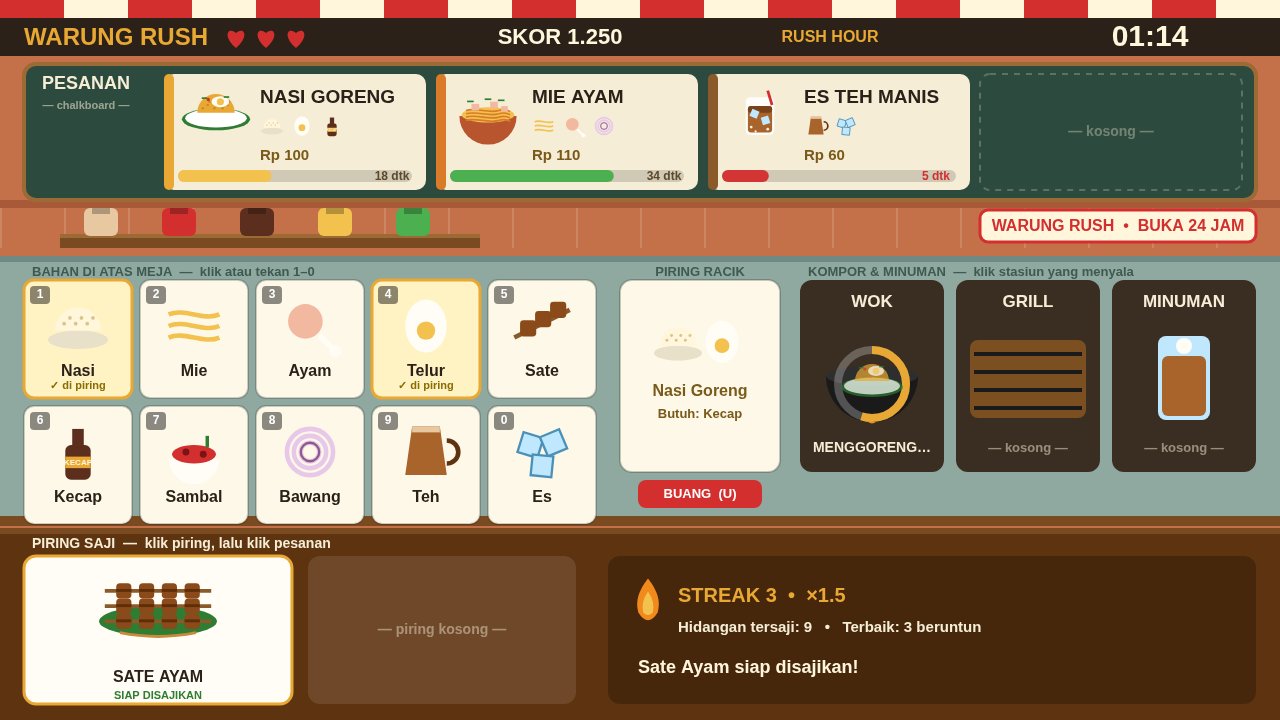 WARUNG RUSH
SKOR 1.250
RUSH HOUR
01:14
PESANAN
— chalkboard —
NASI GORENG
Rp 100
18 dtk
MIE AYAM
Rp 110
34 dtk
ES TEH MANIS
Rp 60
5 dtk
— kosong —
WARUNG RUSH • BUKA 24 JAM
BAHAN DI ATAS MEJA — klik atau tekan 1–0
1
Nasi
✓ di piring
2
Mie
3
Ayam
4
Telur
✓ di piring
5
Sate
6
KECAP
Kecap
7
Sambal
8
Bawang
9
Teh
0
Es
PIRING RACIK
Nasi Goreng
Butuh: Kecap
BUANG (U)
KOMPOR & MINUMAN — klik stasiun yang menyala
WOK
MENGGORENG…
GRILL
— kosong —
MINUMAN
— kosong —
PIRING SAJI — klik piring, lalu klik pesanan
SATE AYAM
SIAP DISAJIKAN
— piring kosong —
STREAK 3 • ×1.5
Hidangan tersaji: 9 • Terbaik: 3 beruntun
Sate Ayam siap disajikan!